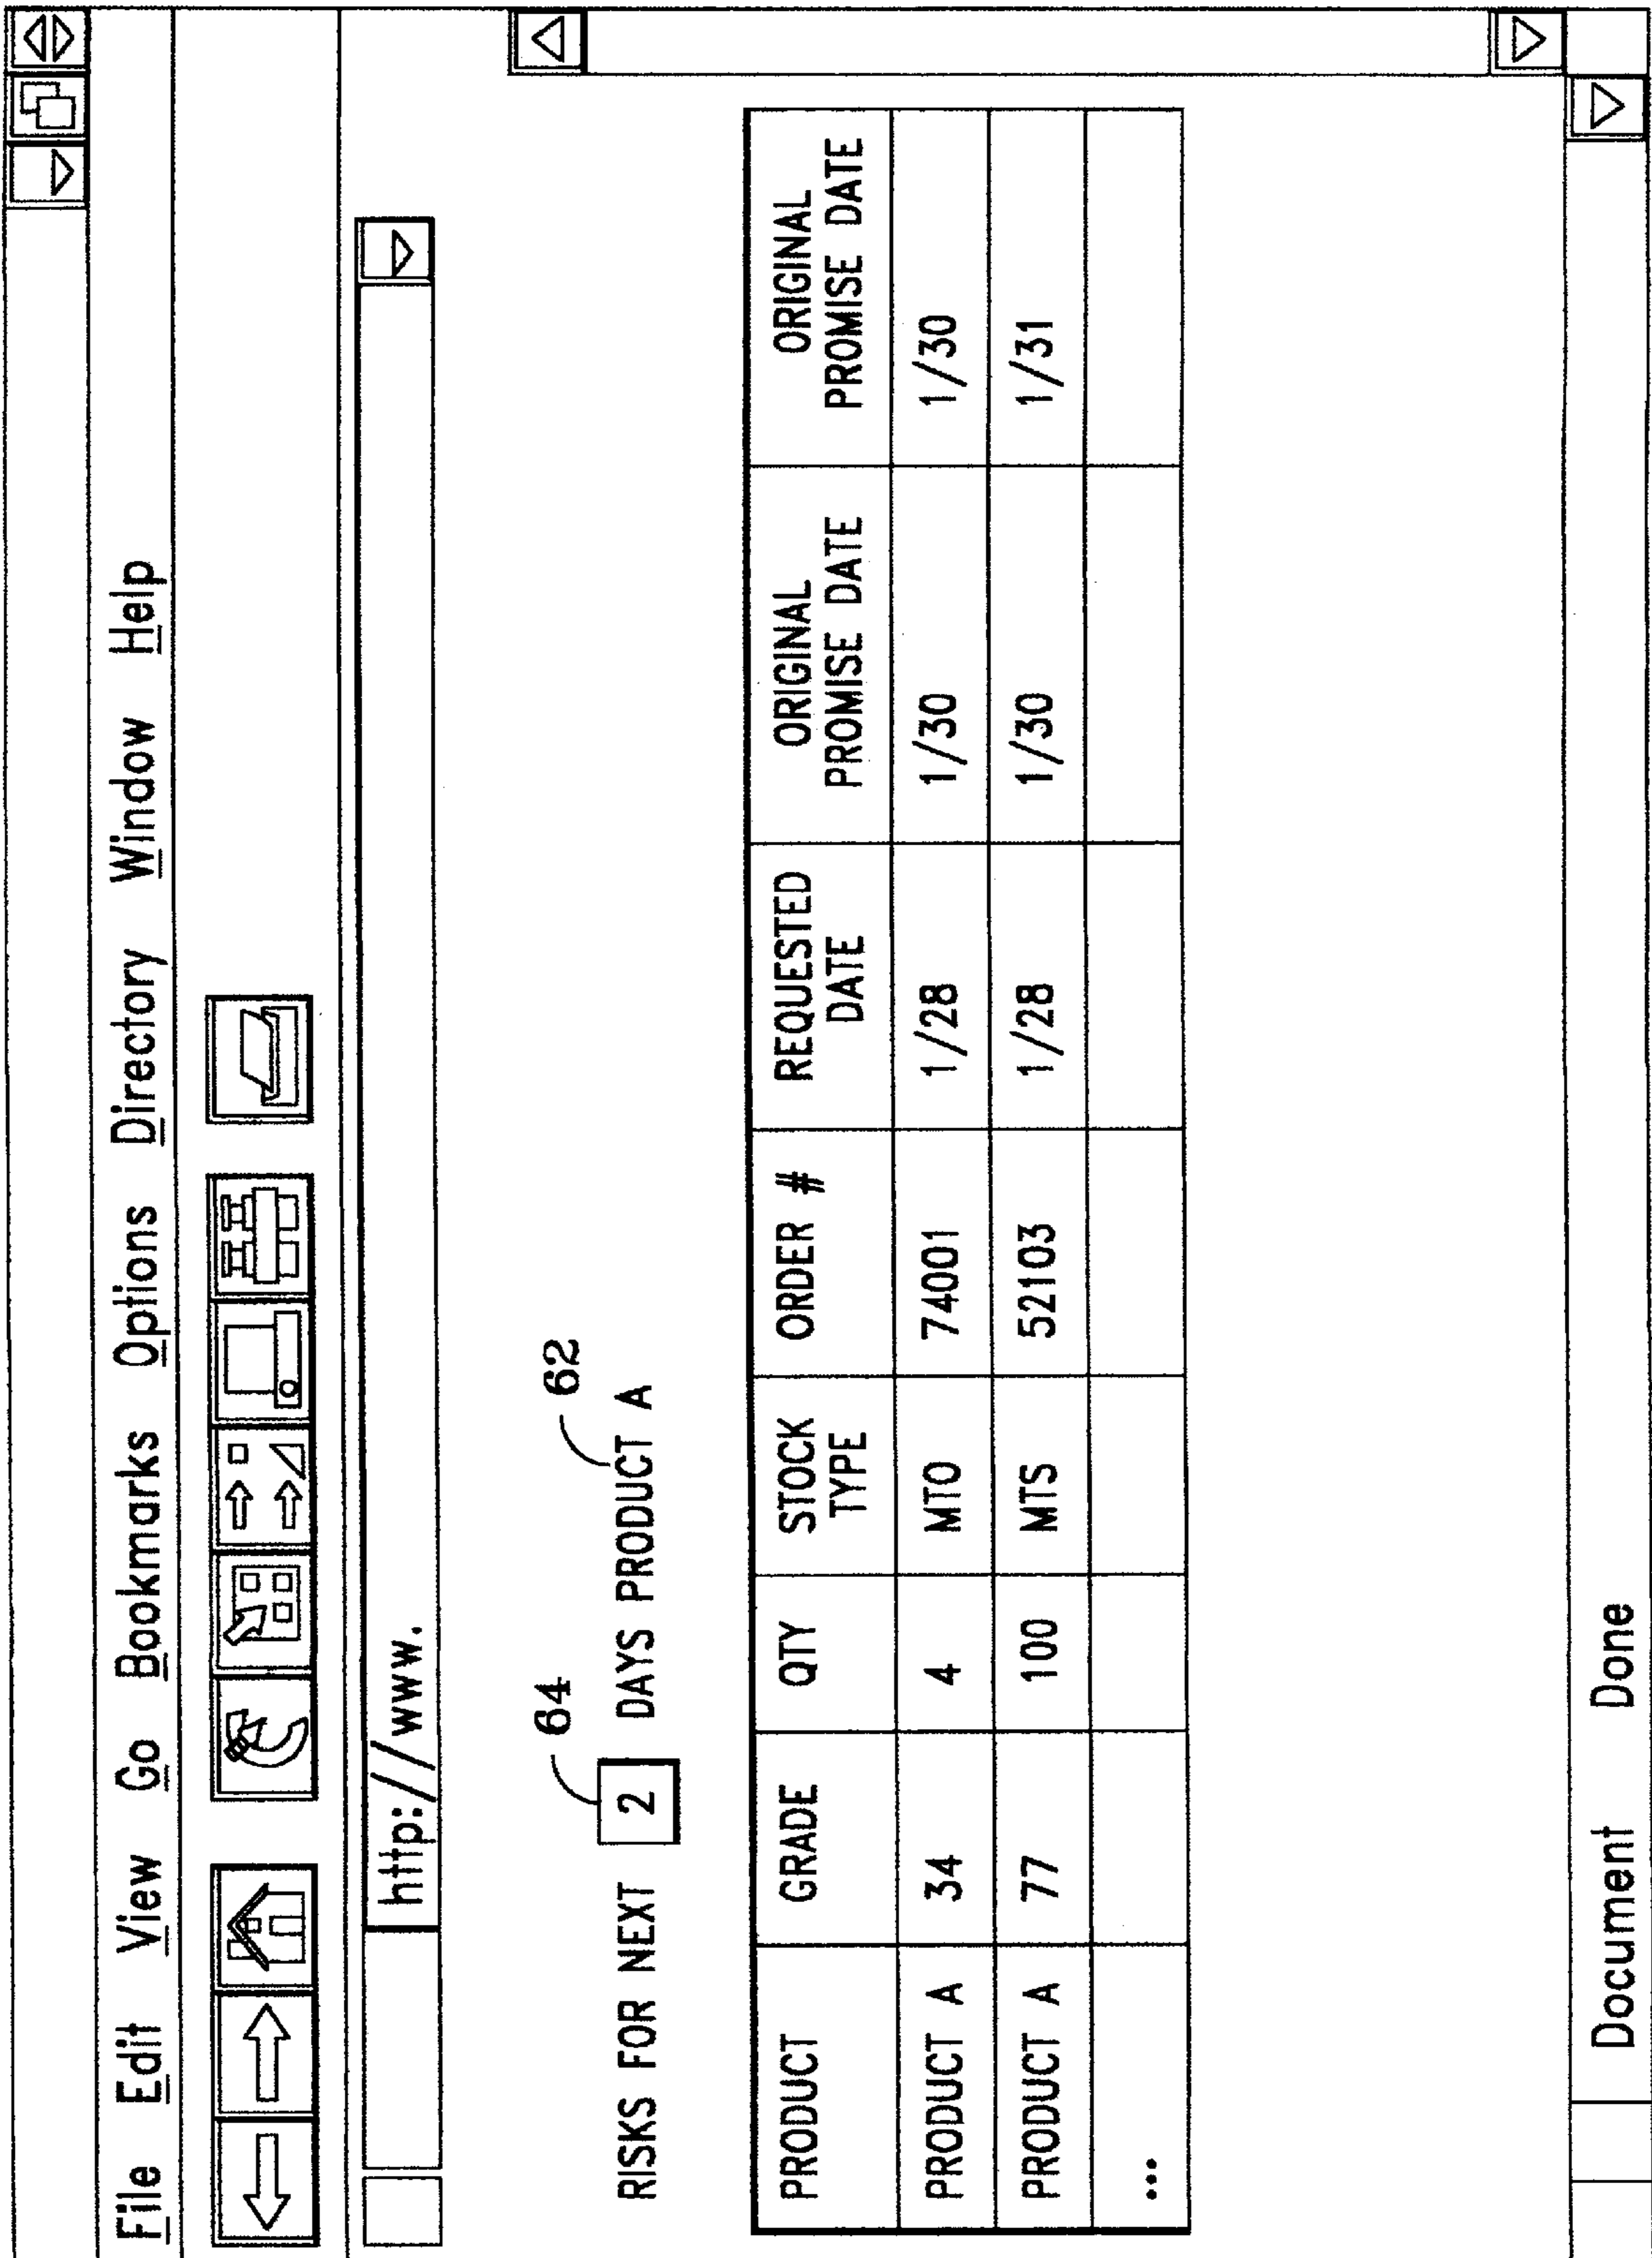 File Edit View Go Bookmarks Options Directory Window Help
http://www.
64 62
RISKS FOR NEXT 2 DAYS PRODUCT A
PRODUCT GRADE QTY STOCK TYPE ORDER # REQUESTED DATE ORIGINAL PROMISE DATE ORIGINAL PROMISE DATE
PRODUCT A 34 4 MTO 74001 1/28 1/30 1/30
PRODUCT A 77 100 MTS 52103 1/28 1/30 1/31
...
Document Done